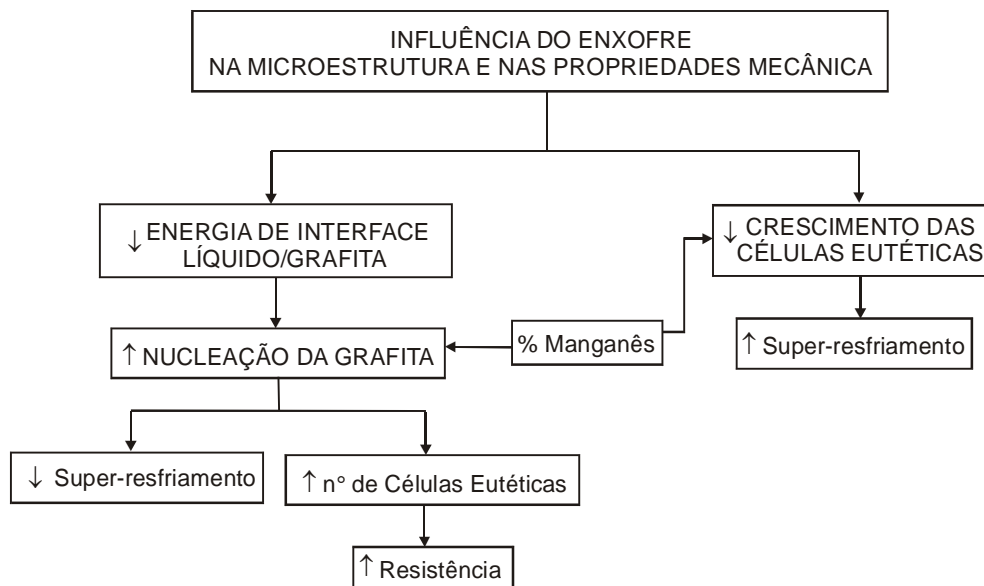 INFLUÊNCIA DO ENXOFRE
NA MICROESTRUTURA E NAS PROPRIEDADES MECÂNICA
↓ ENERGIA DE INTERFACE
LÍQUIDO/GRAFITA
↓ CRESCIMENTO DAS
CÉLULAS EUTÉTICAS
↑ NUCLEAÇÃO DA GRAFITA
% Manganês
↑ Super-resfriamento
↓ Super-resfriamento
↑ n° de Células Eutéticas
↑ Resistência